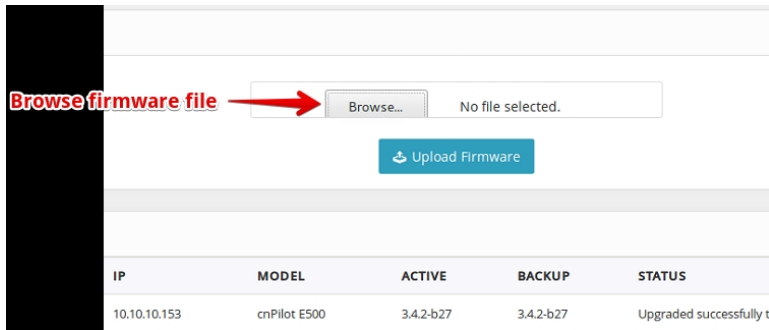 Browse firmware file
Browse... No file selected.
Upload Firmware
IP MODEL ACTIVE BACKUP STATUS
10.10.10.153 cnPilot E500 3.4.2-b27 3.4.2-b27 Upgraded successfully t